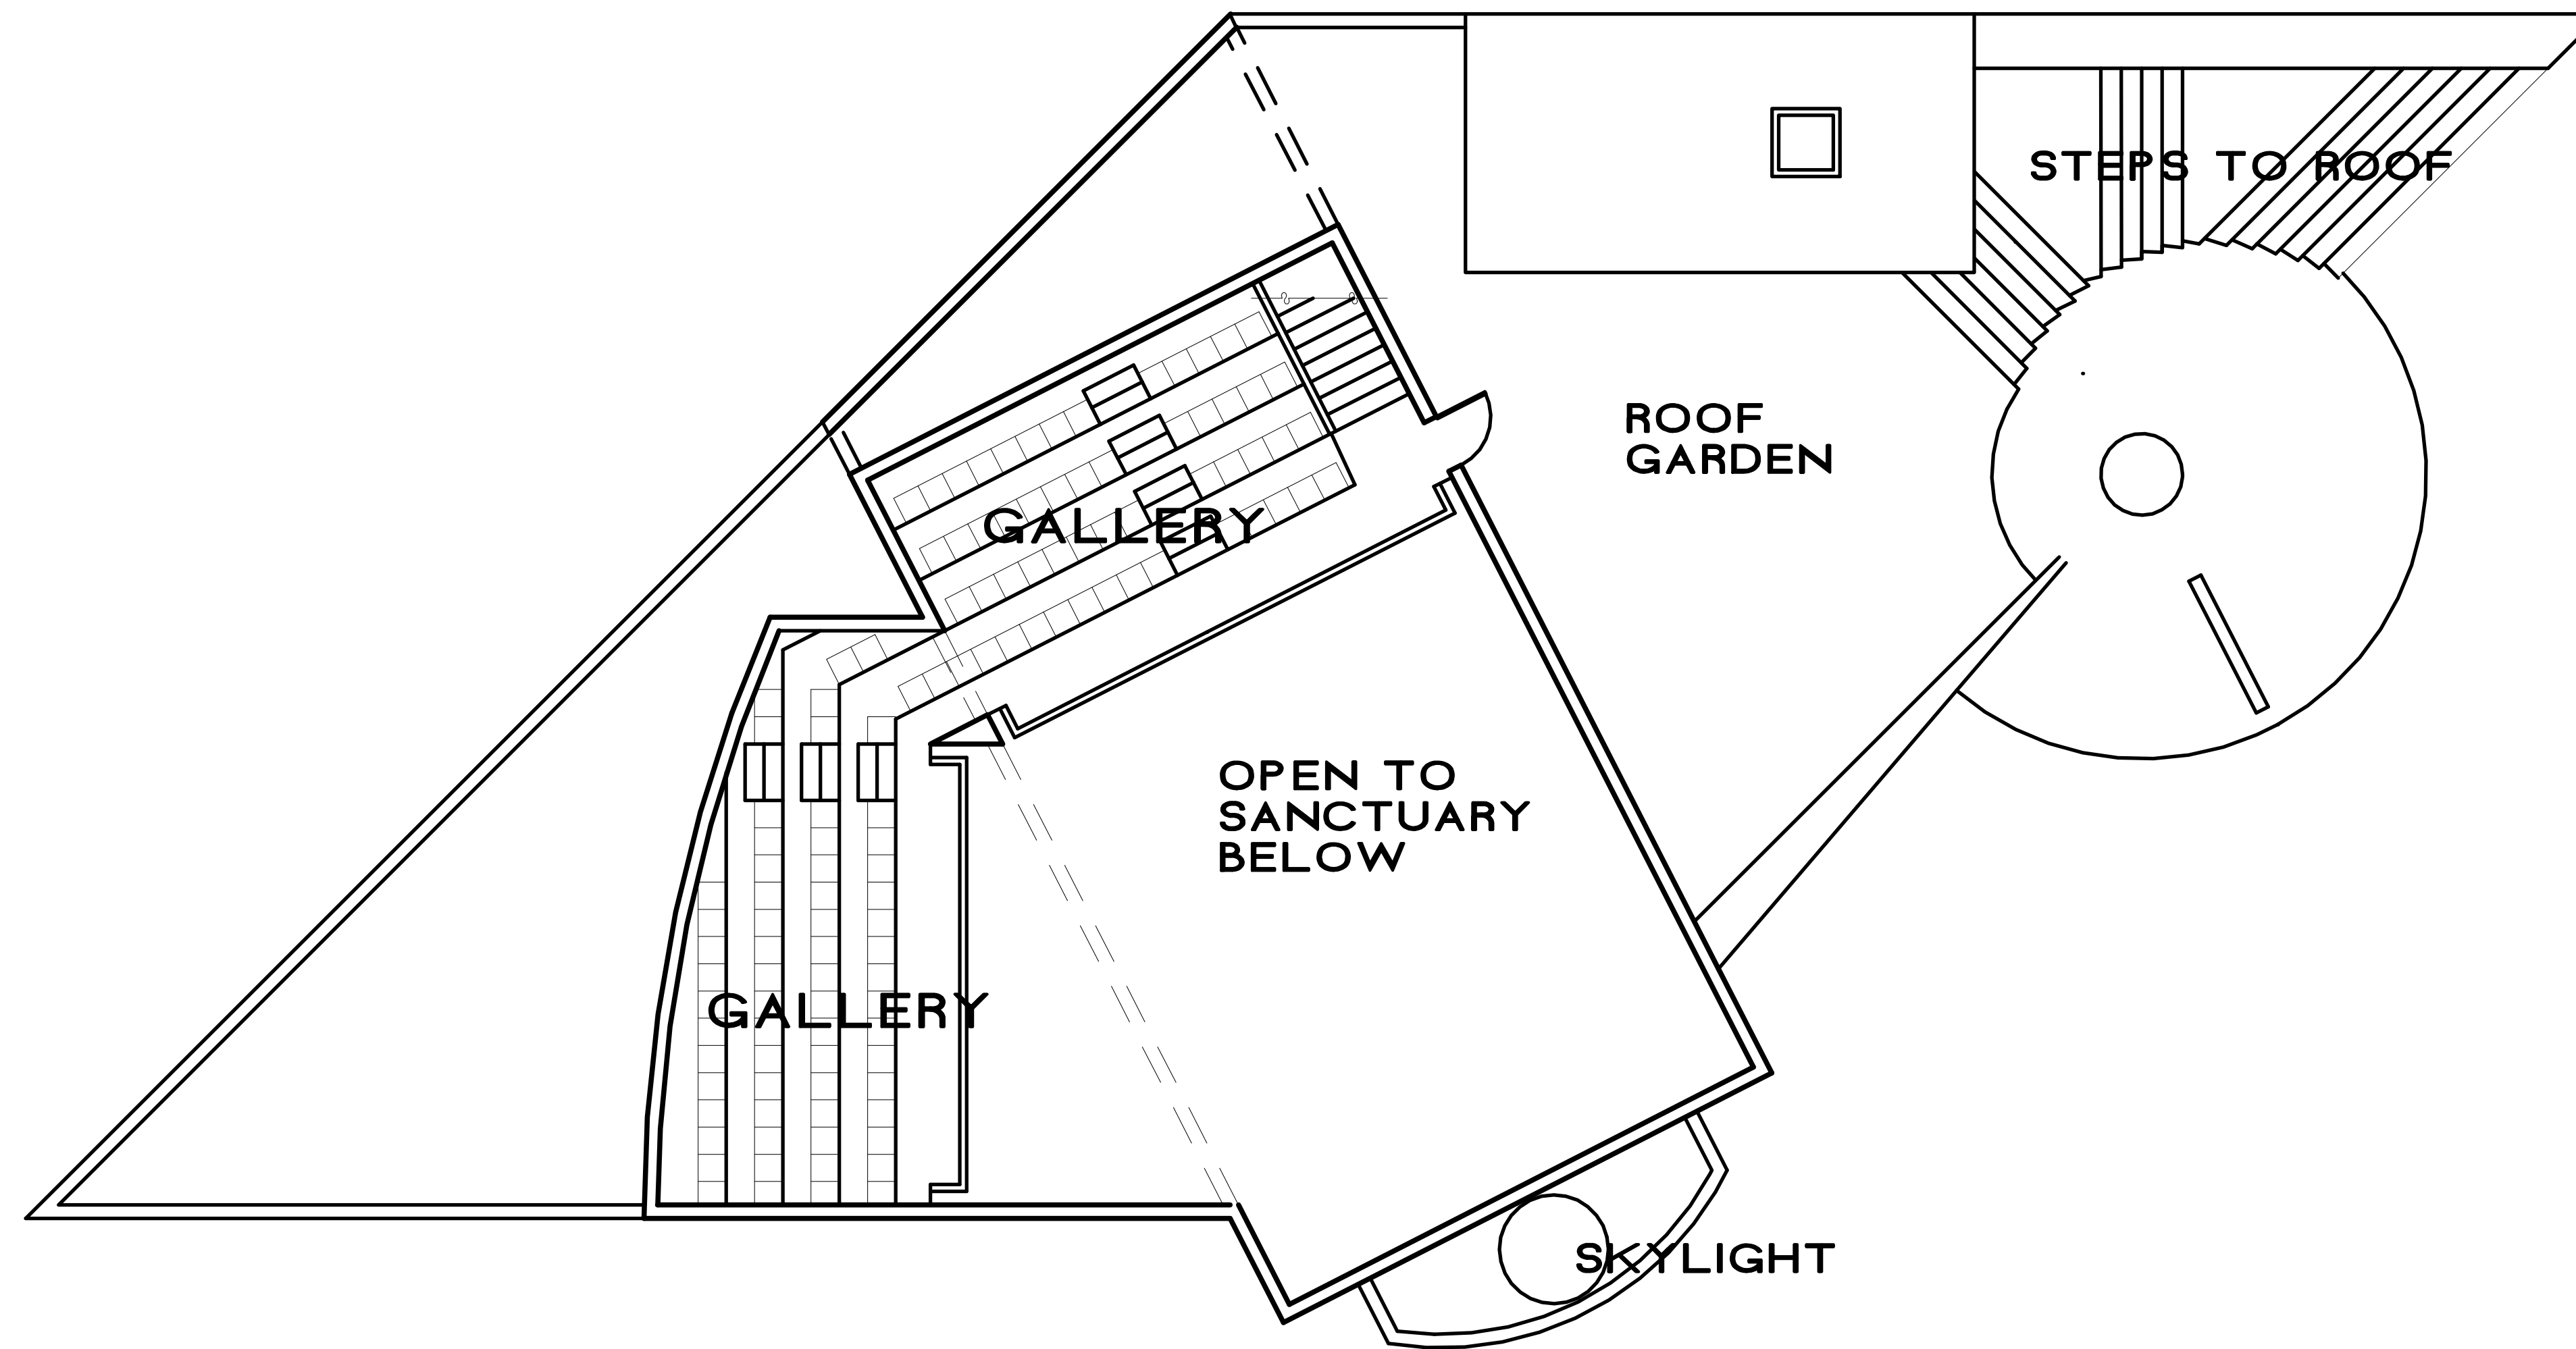 STEPS TO ROOF
ROOF
GARDEN
GALLERY
OPEN TO
SANCTUARY
BELOW
GALLERY
SKYLIGHT